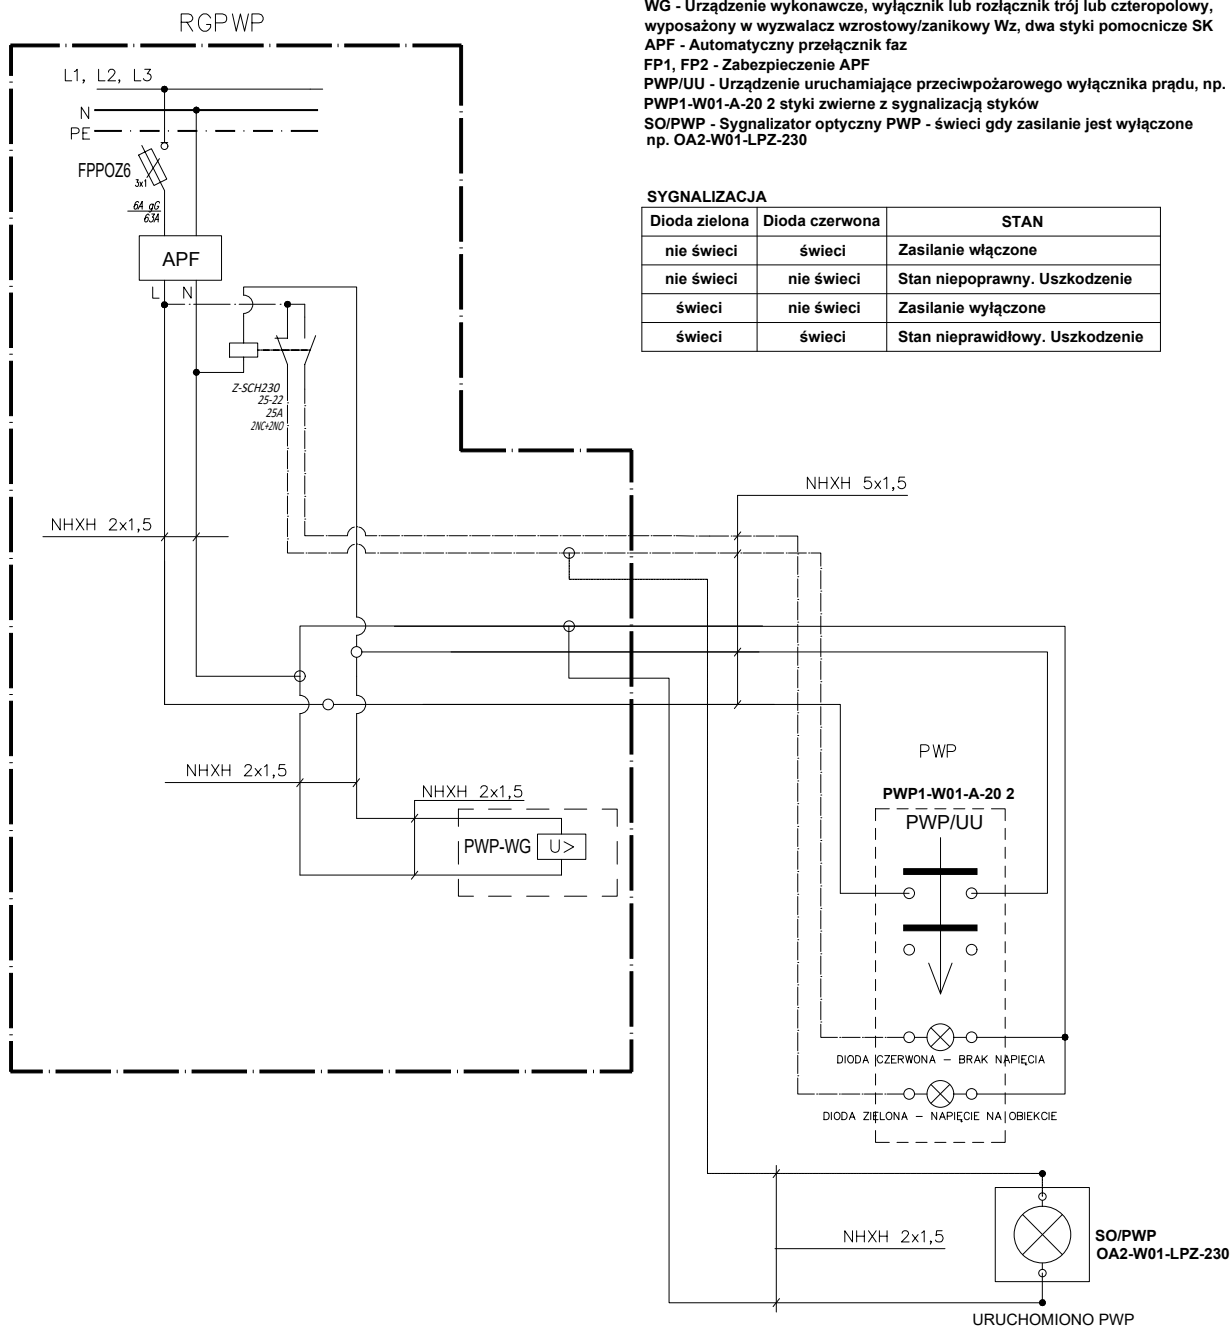 WG - Urządzenie wykonawcze, wyłącznik lub rozłącznik trój lub czteropolowy,
wyposażony w wyzwalacz wzrostowy/zanikowy Wz, dwa styki pomocnicze SK
APF - Automatyczny przełącznik faz
FP1, FP2 - Zabezpieczenie APF
PWP/UU - Urządzenie uruchamiające przeciwpożarowego wyłącznika prądu, np.
PWP1-W01-A-20 2 styki zwierne z sygnalizacją styków
SO/PWP - Sygnalizator optyczny PWP - świeci gdy zasilanie jest wyłączone
np. OA2-W01-LPZ-230
RGPWP
L1, L2, L3
N
PE
FPPOZ6
3x1
6A gG
63A
APF
L N
Z-SCH230
25-22
25A
2NC+2NO
SYGNALIZACJA
Dioda zielona Dioda czerwona STAN
nie świeci świeci Zasilanie włączone
nie świeci nie świeci Stan niepoprawny. Uszkodzenie
świeci nie świeci Zasilanie wyłączone
świeci świeci Stan nieprawidłowy. Uszkodzenie
NHXH 5x1,5
NHXH 2x1,5
NHXH 2x1,5
NHXH 2x1,5
PWP-WG U>
PWP
PWP1-W01-A-20 2
PWP/UU
DIODA CZERWONA – BRAK NAPIĘCIA
DIODA ZIELONA – NAPIĘCIE NA OBIEKCIE
NHXH 2x1,5
SO/PWP
OA2-W01-LPZ-230
URUCHOMIONO PWP